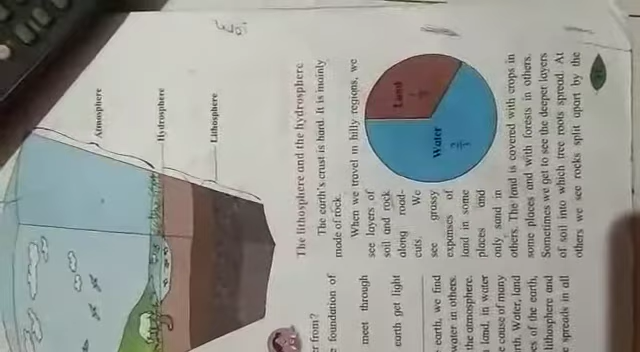 Atmosphere
Hydrosphere
Lithosphere
The lithosphere and the hydrosphere
The earth's crust is hard. It is mainly
made of rock.
When we travel in hilly regions, we
see layers of
soil and rock
along road-
cuts. We
see grassy
expanses of
land in some
places and
only sand in
others. The land is covered with crops in
some places and with forests in others.
Sometimes we get to see the deeper layers
of soil into which tree roots spread. At
others we see rocks split apart by the
Land
1/3
Water
2/3
er from?
e foundation of
meet through
earth get light
earth, we find
water in others.
the atmosphere.
land, in water
e cause of many
rth. Water, land
es of the earth,
lithosphere and
e spreads in all